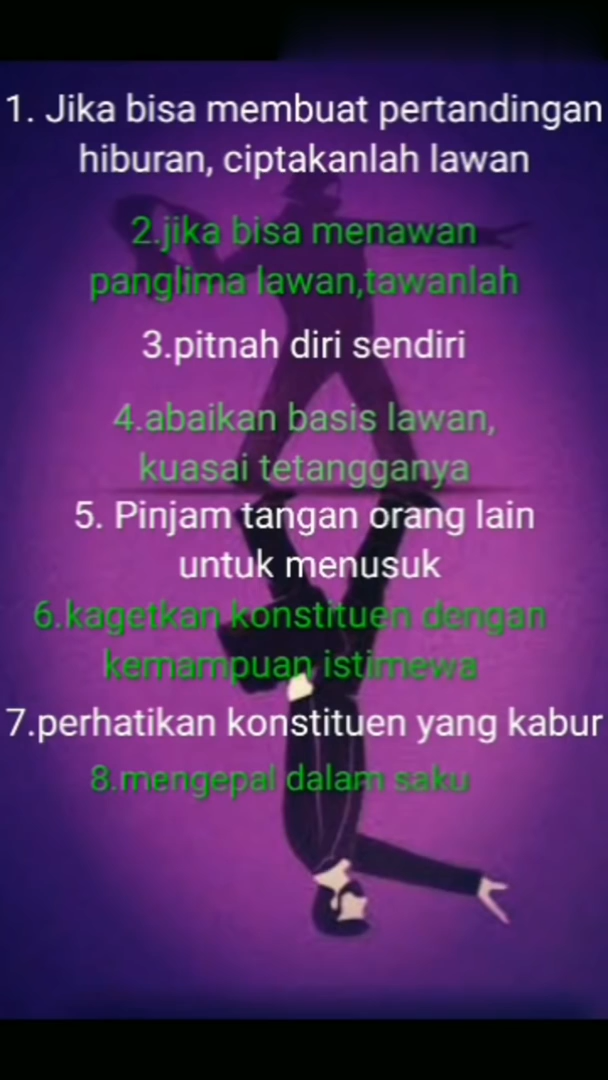 1. Jika bisa membuat pertandingan
hiburan, ciptakanlah lawan
2.jika bisa menawan
panglima lawan,tawanlah
3.pitnah diri sendiri
4.abaikan basis lawan,
kuasai tetangganya
5. Pinjam tangan orang lain
untuk menusuk
6.kagetkan konstituen dengan
kemampuan istimewa
7.perhatikan konstituen yang kabur
8.mengepal dalam saku